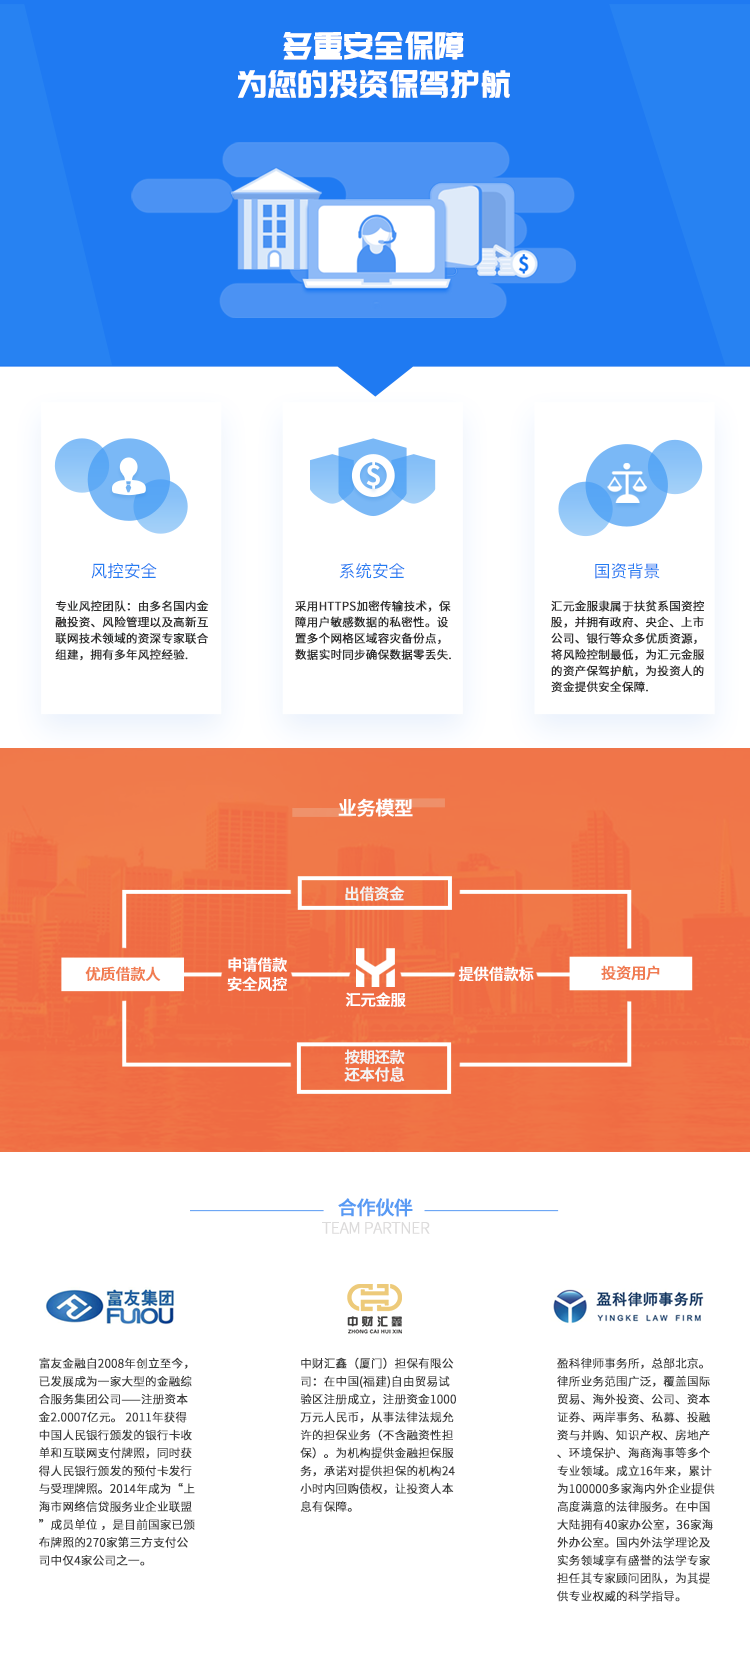 多重安全保障
为您的投资保驾护航
风控安全
专业风控团队：由多名国内金
融投资、风险管理以及高新互
联网技术领域的资深专家联合
组建，拥有多年风控经验.
系统安全
采用HTTPS加密传输技术，保
障用户敏感数据的私密性。设
置多个网格区域容灾备份点，
数据实时同步确保数据零丢失.
国资背景
汇元金服隶属于扶贫系国资控
股，并拥有政府、央企、上市
公司、银行等众多优质资源，
将风险控制最低，为汇元金服
的资产保驾护航，为投资人的
资金提供安全保障.
业务模型
出借资金
优质借款人
申请借款
安全风控
汇元金服
提供借款标
投资用户
按期还款
还本付息
合作伙伴
TEAM PARTNER
富友集团
FUIOU
富友金融自2008年创立至今，
已发展成为一家大型的金融综
合服务集团公司——注册资本
金2.0007亿元。 2011年获得
中国人民银行颁发的银行卡收
单和互联网支付牌照，同时获
得人民银行颁发的预付卡发行
与受理牌照。2014年成为“上
海市网络信贷服务业企业联盟
”成员单位 ，是目前国家已颁
布牌照的270家第三方支付公
司中仅4家公司之一。
中财汇鑫
ZHONG CAI HUI XIN
中财汇鑫（厦门）担保有限公
司：在中国(福建)自由贸易试
验区注册成立，注册资金1000
万元人民币，从事法律法规允
许的担保业务（不含融资性担
保）。为机构提供金融担保服
务，承诺对提供担保的机构24
小时内回购债权，让投资人本
息有保障。
盈科律师事务所
YINGKE LAW FIRM
盈科律师事务所，总部北京。
律所业务范围广泛，覆盖国际
贸易、海外投资、公司、资本
证券、两岸事务、私募、投融
资与并购、知识产权、房地产
、环境保护、海商海事等多个
专业领域。成立16年来，累计
为100000多家海内外企业提供
高度满意的法律服务。在中国
大陆拥有40家办公室，36家海
外办公室。国内外法学理论及
实务领域享有盛誉的法学专家
担任其专家顾问团队，为其提
供专业权威的科学指导。